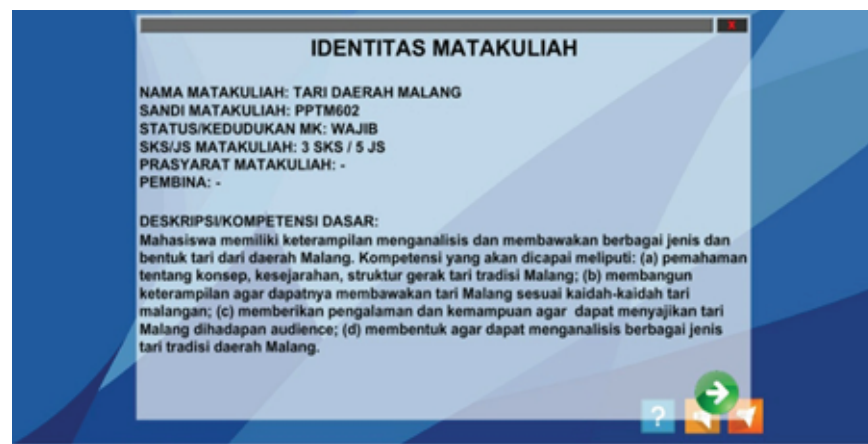 IDENTITAS MATAKULIAH
NAMA MATAKULIAH: TARI DAERAH MALANG
SANDI MATAKULIAH: PPTM602
STATUS/KEDUDUKAN MK: WAJIB
SKS/JS MATAKULIAH: 3 SKS / 5 JS
PRASYARAT MATAKULIAH: -
PEMBINA: -
DESKRIPSI/KOMPETENSI DASAR:
Mahasiswa memiliki keterampilan menganalisis dan membawakan berbagai jenis dan
bentuk tari dari daerah Malang. Kompetensi yang akan dicapai meliputi: (a) pemahaman
tentang konsep, kesejarahan, struktur gerak tari tradisi Malang; (b) membangun
keterampilan agar dapatnya membawakan tari Malang sesuai kaidah-kaidah tari
malangan; (c) memberikan pengalaman dan kemampuan agar dapat menyajikan tari
Malang dihadapan audience; (d) membentuk agar dapat menganalisis berbagai jenis
tari tradisi daerah Malang.
?